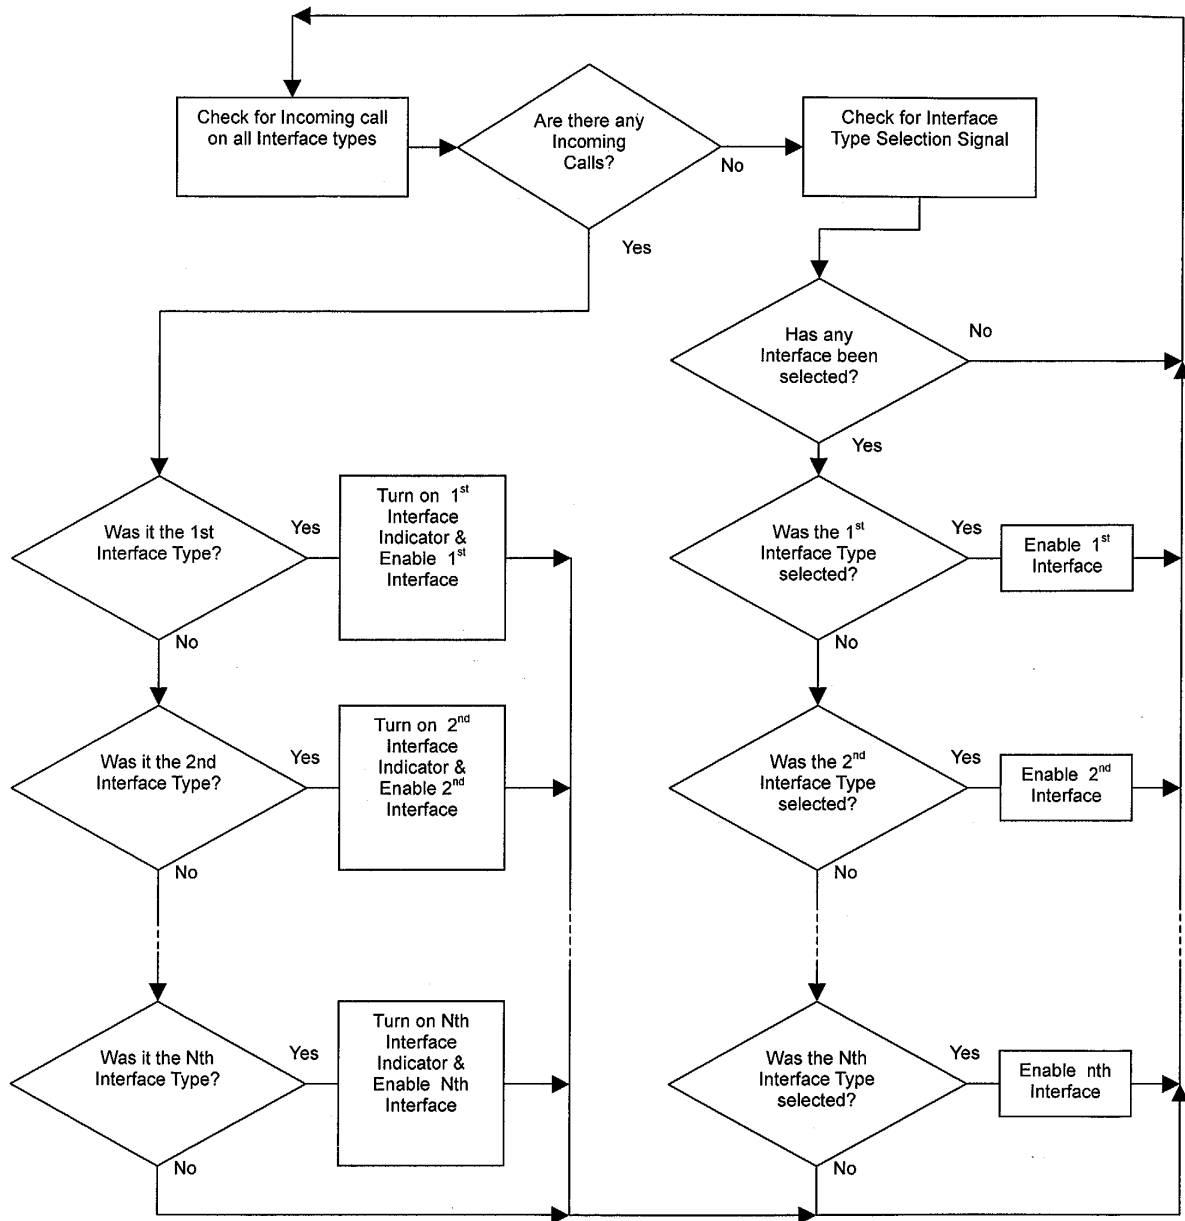 Check for Incoming call
on all Interface types
Are there any
Incoming
Calls?
No
Check for Interface
Type Selection Signal
Yes
Has any
Interface been
selected?
No
Yes
Was it the 1st
Interface Type?
Yes
Turn on 1st
Interface
Indicator &
Enable 1st
Interface
No
Was the 1st
Interface Type
selected?
Yes
Enable 1st
Interface
No
Was it the 2nd
Interface Type?
Yes
Turn on 2nd
Interface
Indicator &
Enable 2nd
Interface
No
Was the 2nd
Interface Type
selected?
Yes
Enable 2nd
Interface
No
Was it the Nth
Interface Type?
Yes
Turn on Nth
Interface
Indicator &
Enable Nth
Interface
No
Was the Nth
Interface Type
selected?
Yes
Enable nth
Interface
No